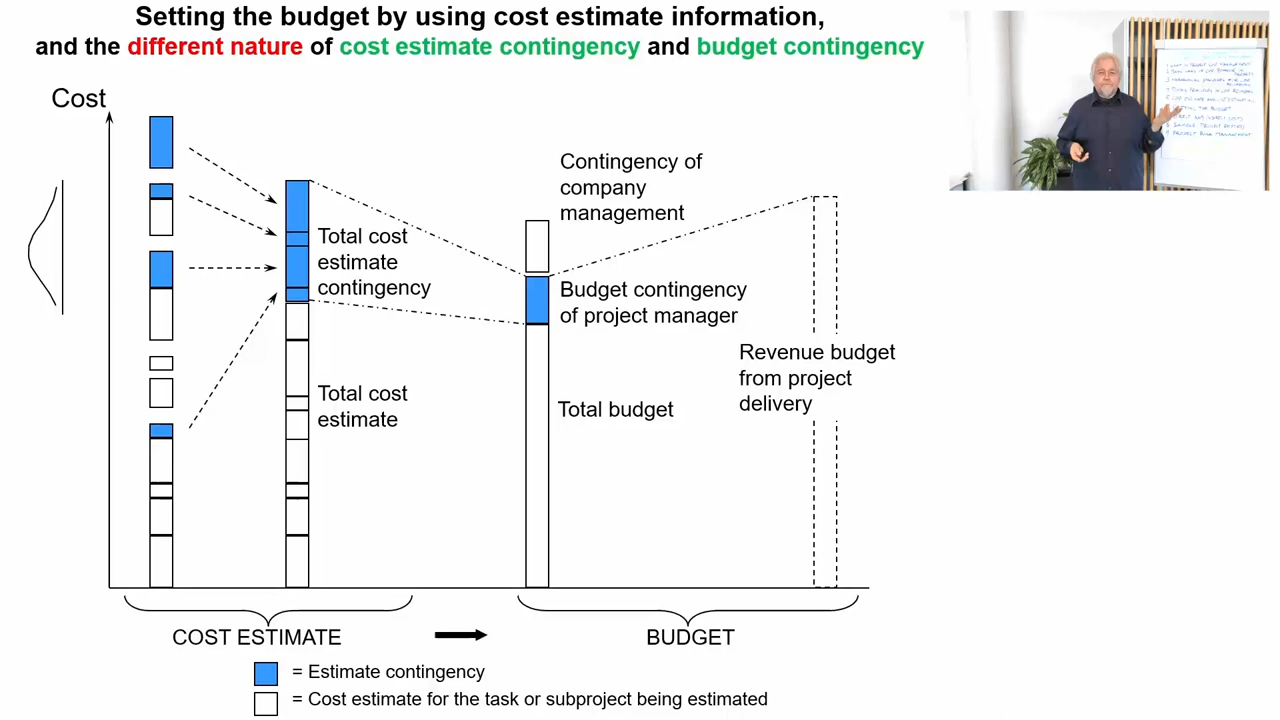 Setting the budget by using cost estimate information,
and the different nature of cost estimate contingency and budget contingency
Cost
Contingency of
company
management
Total cost
estimate
contingency
Budget contingency
of project manager
Revenue budget
from project
delivery
Total cost
estimate
Total budget
COST ESTIMATE
BUDGET
= Estimate contingency
= Cost estimate for the task or subproject being estimated